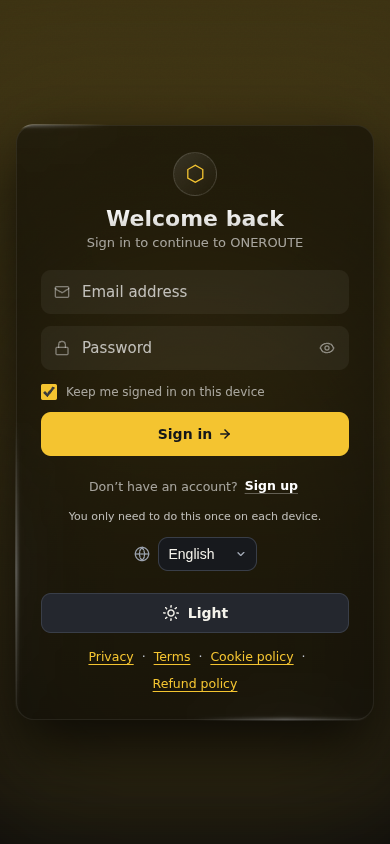 Welcome back
Sign in to continue to ONEROUTE
Email address
Password
Keep me signed in on this device
Sign in →
Don’t have an account? Sign up
You only need to do this once on each device.
English
Light
Privacy · Terms · Cookie policy ·
Refund policy